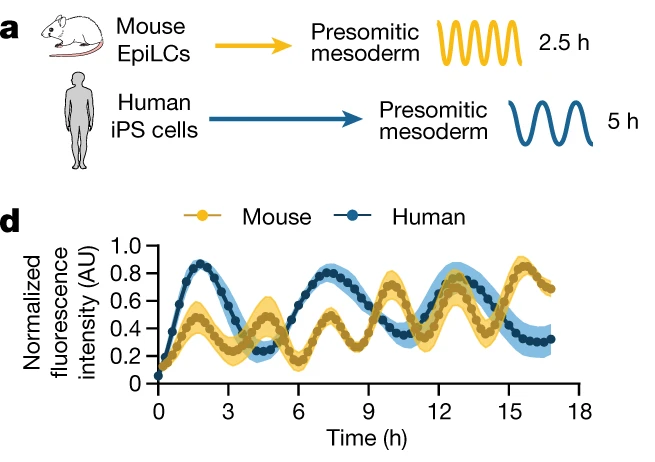 a
Mouse
EpiLCs
Presomitic
mesoderm
2.5 h
Human
iPS cells
Presomitic
mesoderm
5 h
d
Mouse
Human
Normalized
fluorescence
intensity (AU)
1.0
0.8
0.6
0.4
0.2
0
0 3 6 9 12 15 18
Time (h)